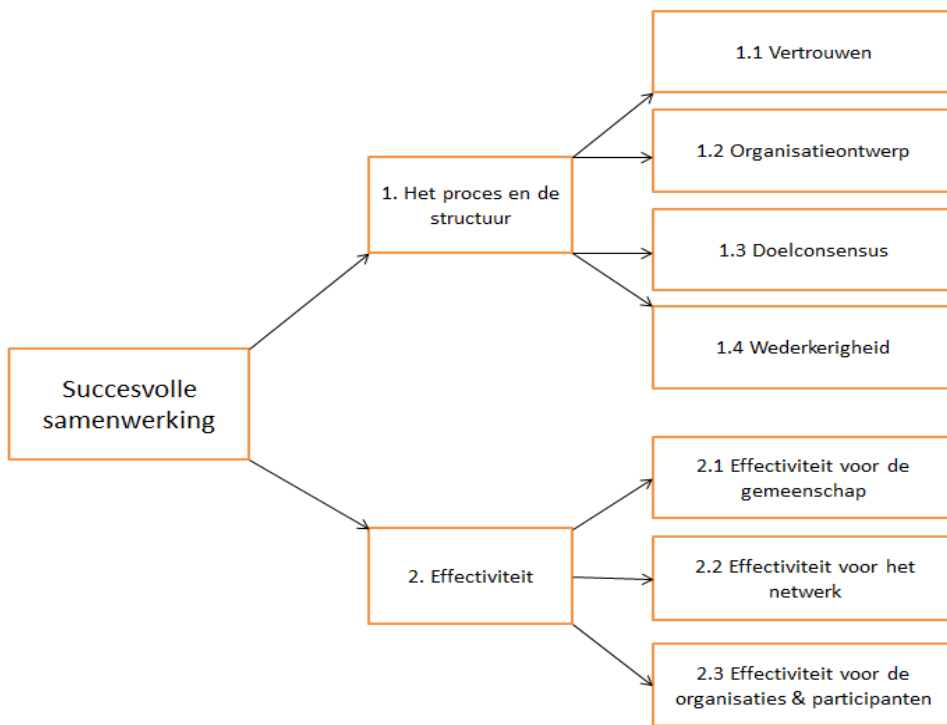 Succesvolle
samenwerking
1. Het proces en de
structuur
1.1 Vertrouwen
1.2 Organisatieontwerp
1.3 Doelconsensus
1.4 Wederkerigheid
2. Effectiviteit
2.1 Effectiviteit voor de
gemeenschap
2.2 Effectiviteit voor het
netwerk
2.3 Effectiviteit voor de
organisaties & participanten